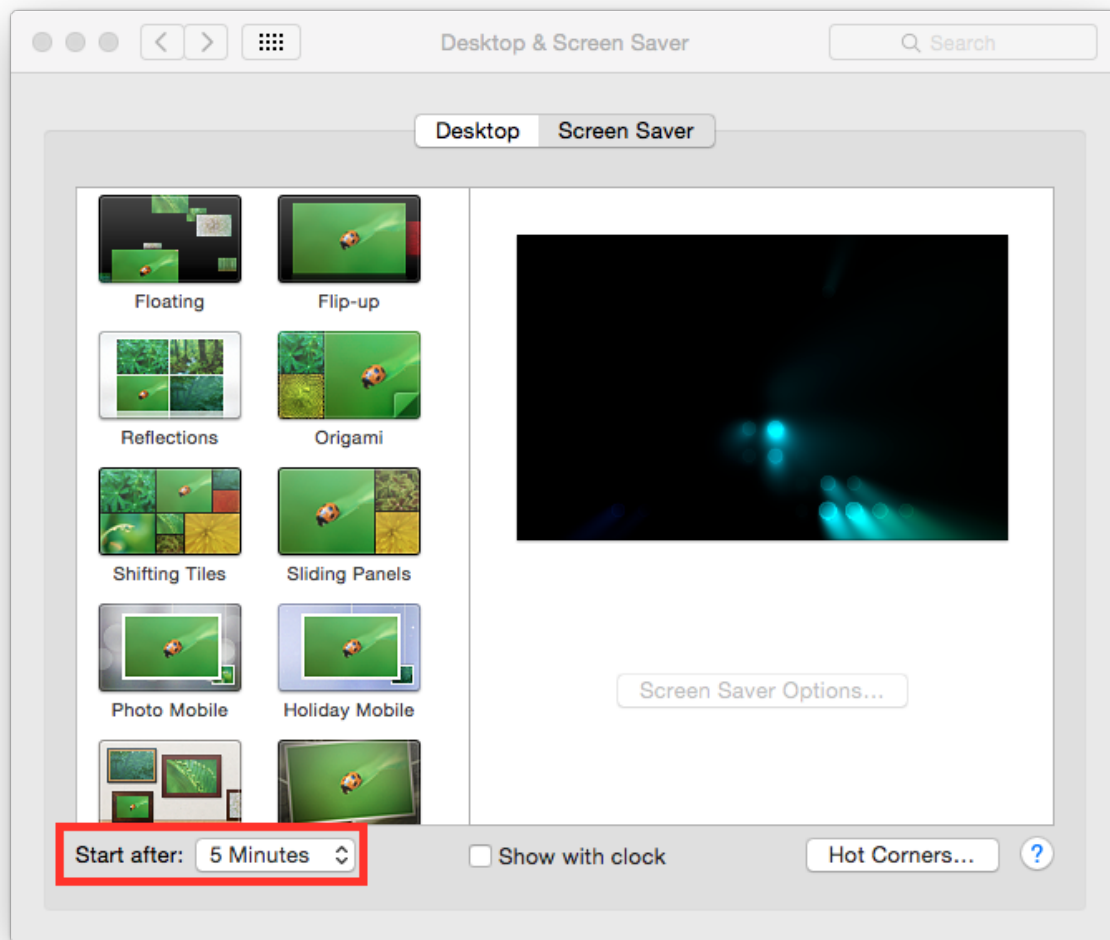 Desktop & Screen Saver
Search
Desktop
Screen Saver
Floating
Flip-up
Reflections
Origami
Shifting Tiles
Sliding Panels
Photo Mobile
Holiday Mobile
Screen Saver Options...
Start after: 5 Minutes
Show with clock
Hot Corners...
?